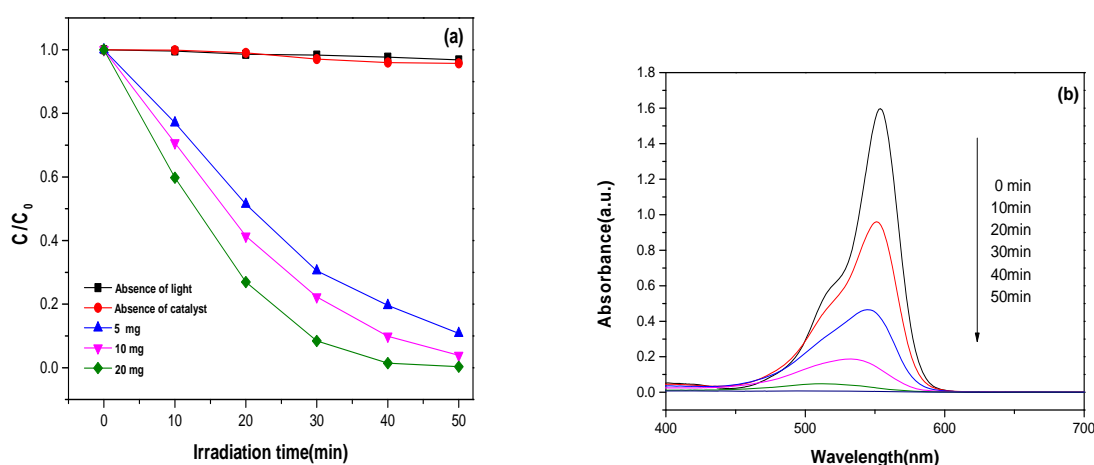 (a)
1.0
0.8
0.6
0.4
0.2
0.0
C/C0
Absence of light
Absence of catalyst
5 mg
10 mg
20 mg
0 10 20 30 40 50
Irradiation time(min)
(b)
1.8
1.6
1.4
1.2
1.0
0.8
0.6
0.4
0.2
0.0
Absorbance(a.u.)
0 min
10min
20min
30min
40min
50min
400 500 600 700
Wavelength(nm)